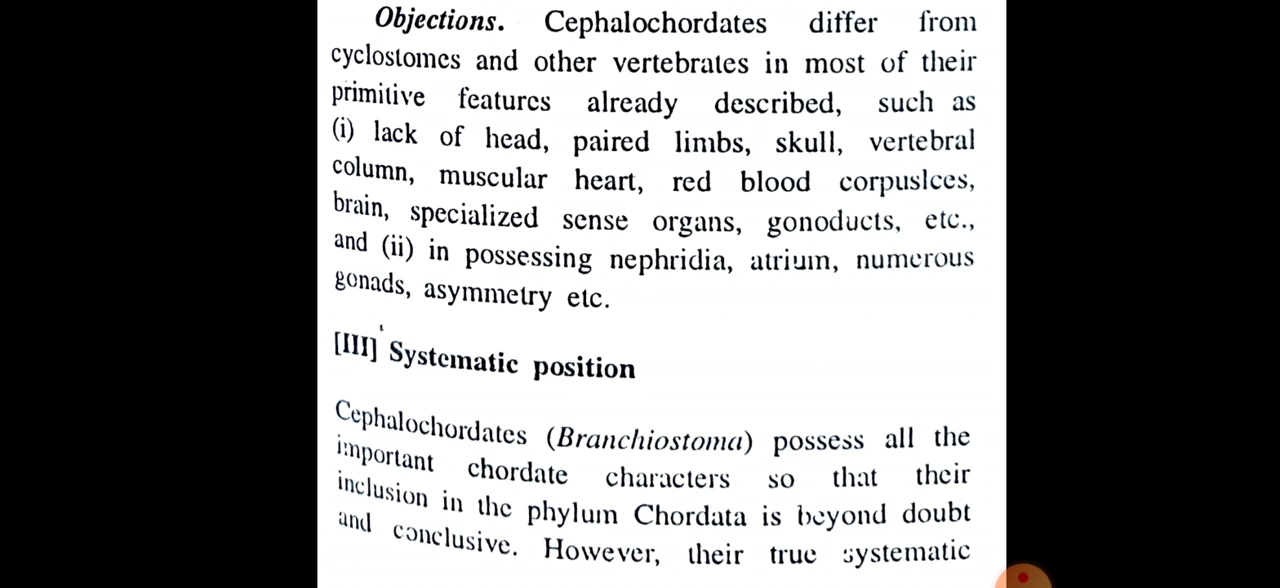 Objections. Cephalochordates differ from
cyclostomes and other vertebrates in most of their
primitive features already described, such as
(i) lack of head, paired limbs, skull, vertebral
column, muscular heart, red blood corpuslces,
brain, specialized sense organs, gonoducts, etc.,
and (ii) in possessing nephridia, atrium, numerous
gonads, asymmetry etc.
[III] Systematic position
Cephalochordates (Branchiostoma) possess all the
important chordate characters so that their
inclusion in the phylum Chordata is beyond doubt
and conclusive. However, their true systematic